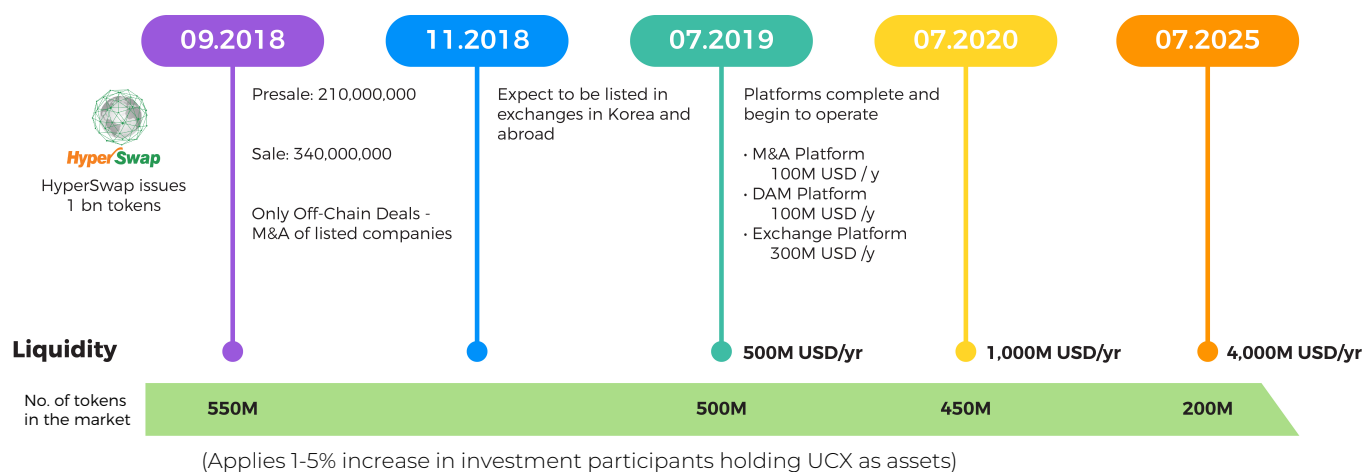 09.2018
11.2018
07.2019
07.2020
07.2025
HyperSwap
HyperSwap issues
1 bn tokens
Presale: 210,000,000
Sale: 340,000,000
Only Off-Chain Deals -
M&A of listed companies
Expect to be listed in
exchanges in Korea and
abroad
Platforms complete and
begin to operate
• M&A Platform
100M USD / y
• DAM Platform
100M USD /y
• Exchange Platform
300M USD /y
Liquidity
500M USD/yr
1,000M USD/yr
4,000M USD/yr
No. of tokens
in the market
550M
500M
450M
200M
(Applies 1-5% increase in investment participants holding UCX as assets)